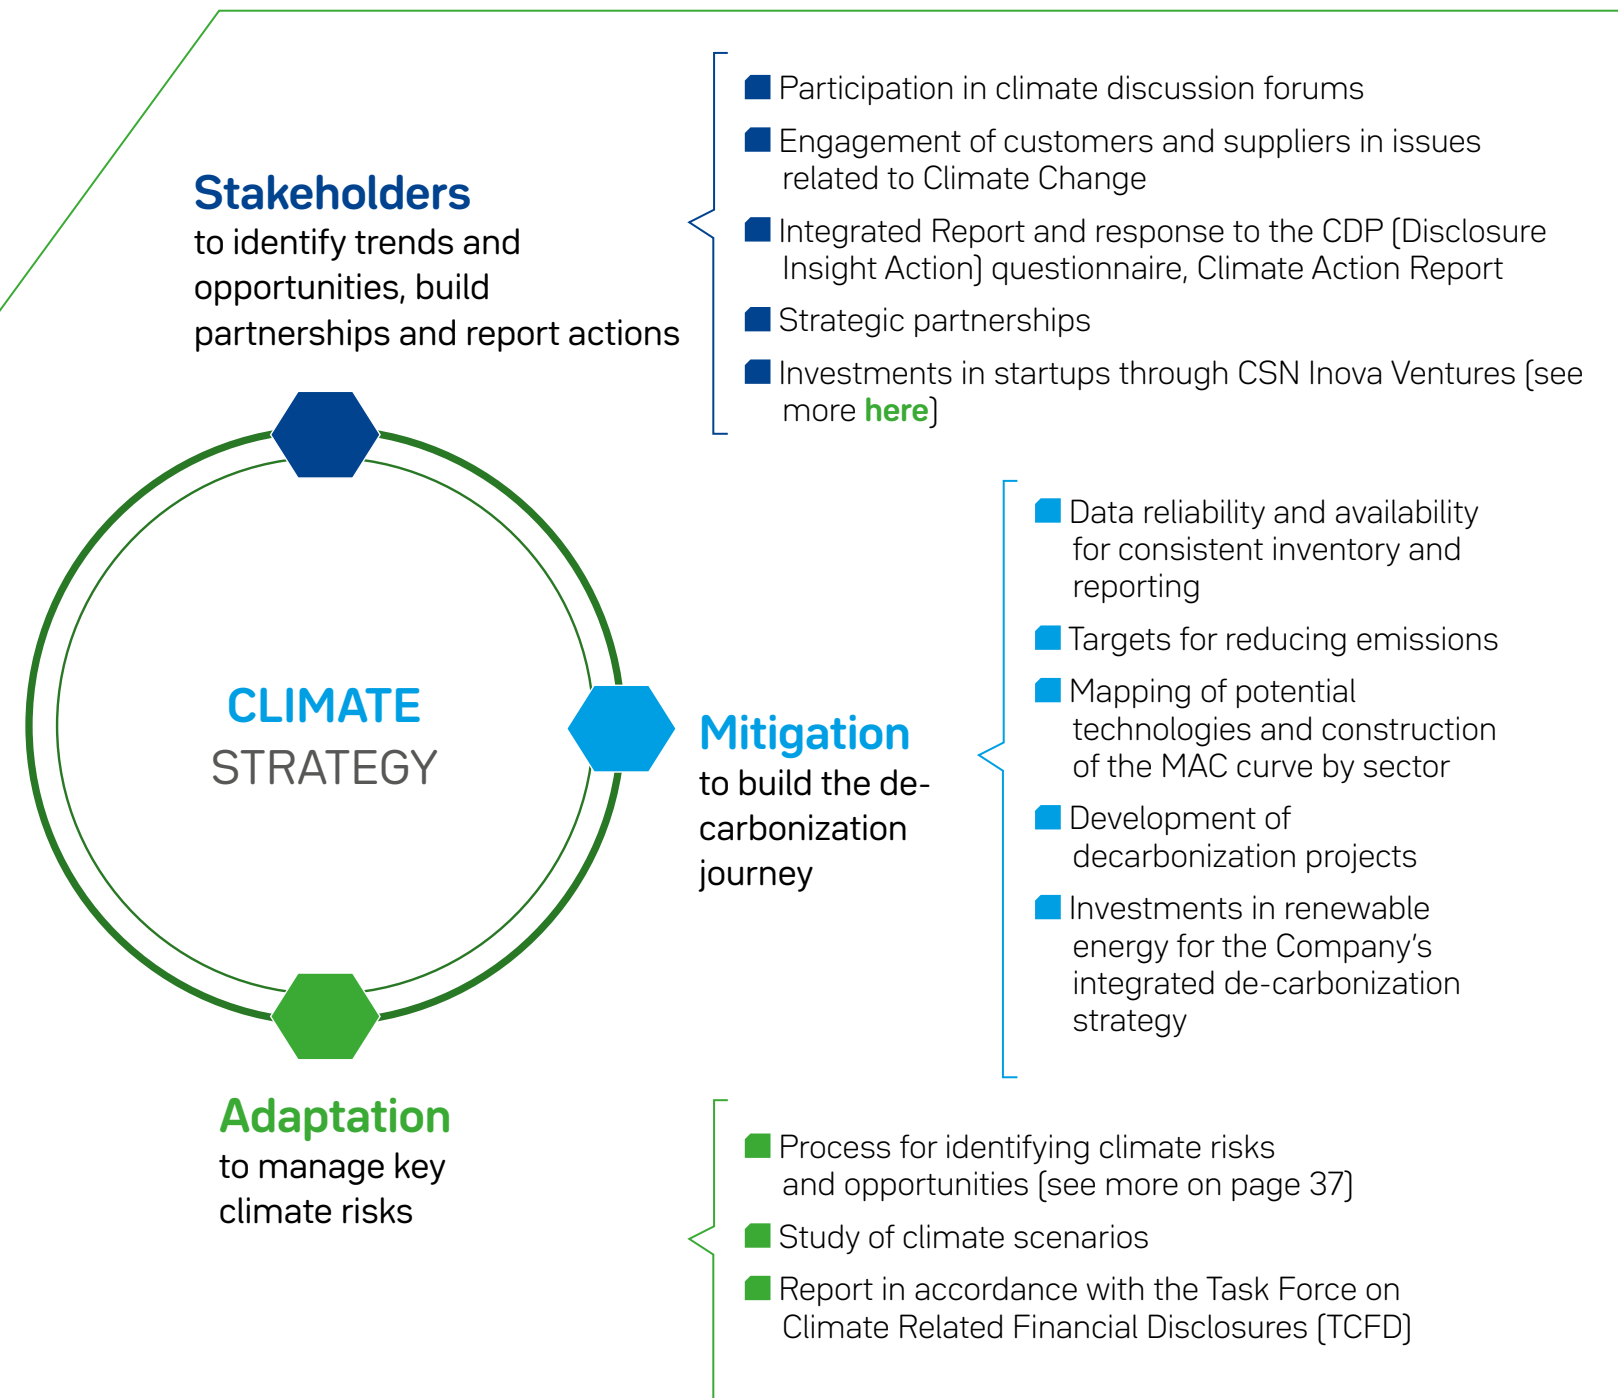 Stakeholders
to identify trends and
opportunities, build
partnerships and report actions
Participation in climate discussion forums
Engagement of customers and suppliers in issues
related to Climate Change
Integrated Report and response to the CDP (Disclosure
Insight Action) questionnaire, Climate Action Report
Strategic partnerships
Investments in startups through CSN Inova Ventures (see
more here)
CLIMATE
STRATEGY
Mitigation
to build the de-
carbonization
journey
Data reliability and availability
for consistent inventory and
reporting
Targets for reducing emissions
Mapping of potential
technologies and construction
of the MAC curve by sector
Development of
decarbonization projects
Investments in renewable
energy for the Company's
integrated de-carbonization
strategy
Adaptation
to manage key
climate risks
Process for identifying climate risks
and opportunities (see more on page 37)
Study of climate scenarios
Report in accordance with the Task Force on
Climate Related Financial Disclosures (TCFD)